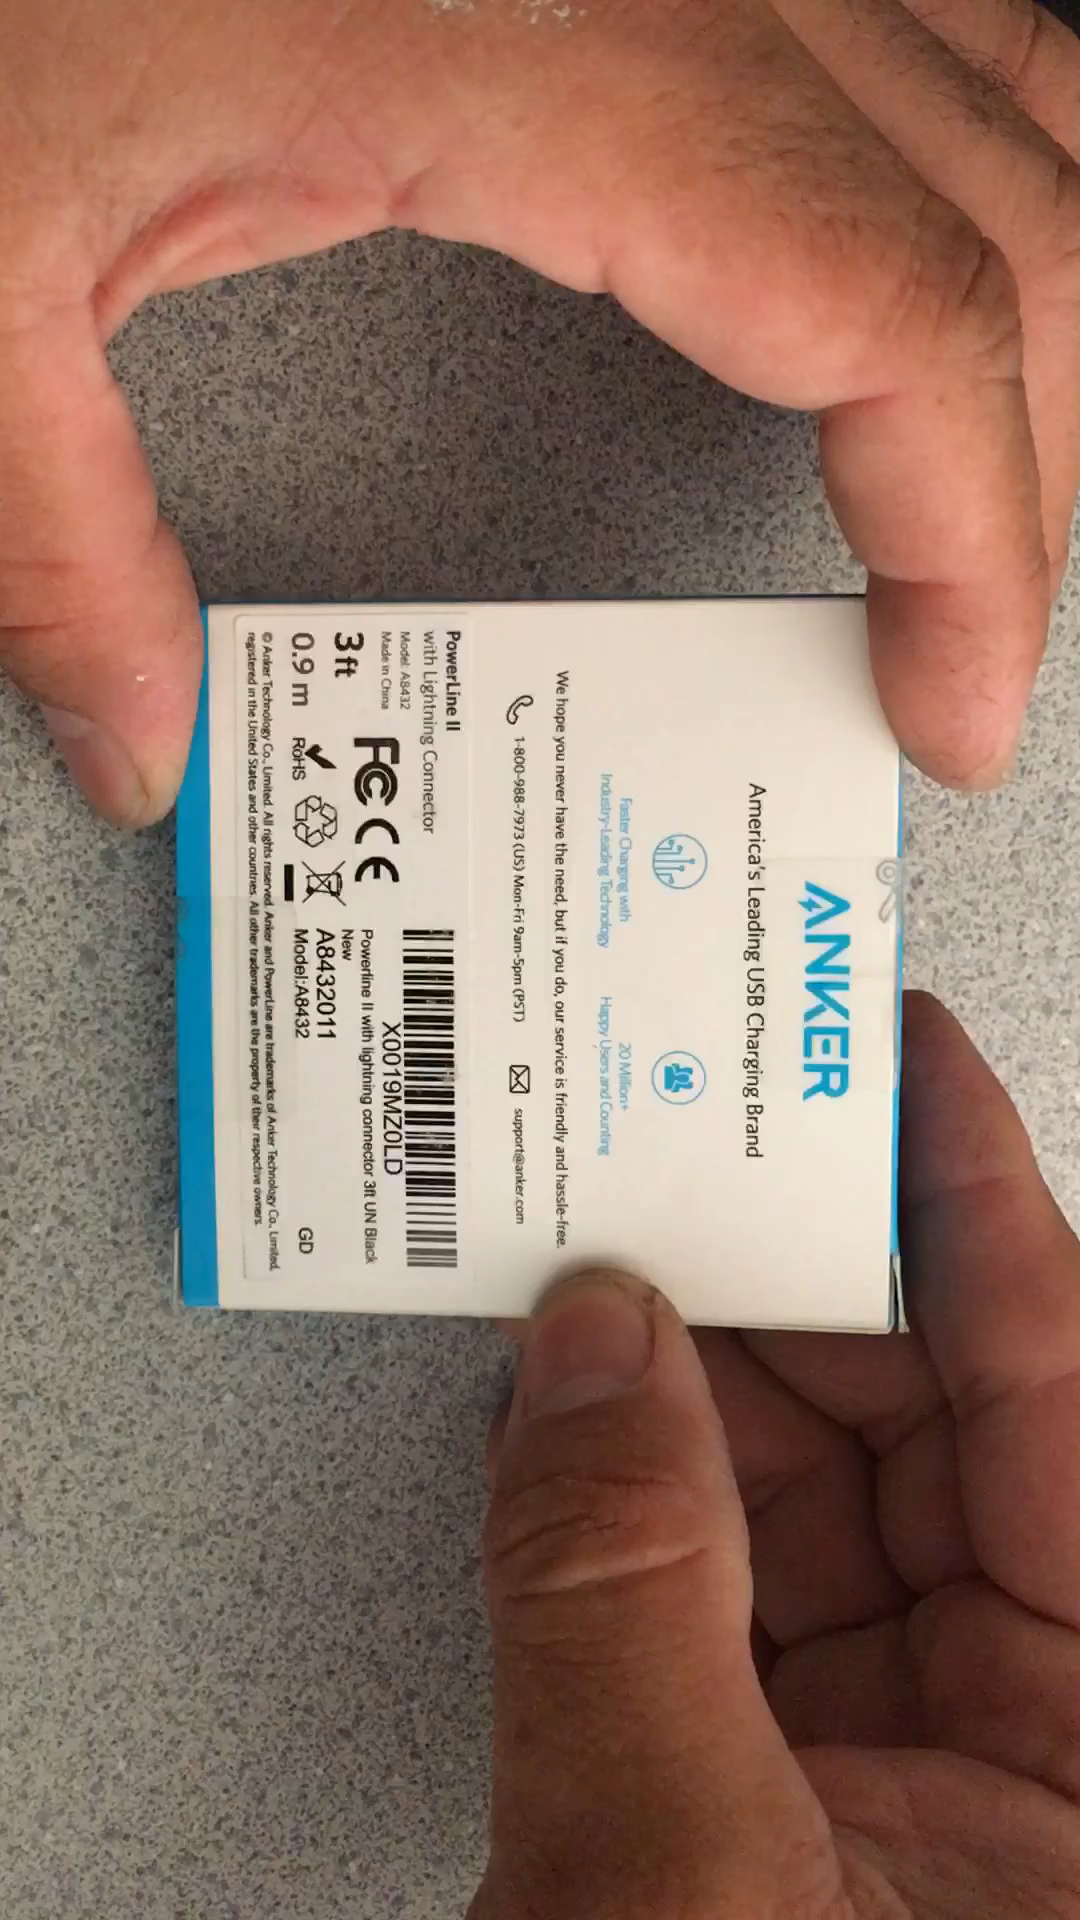 ANKER
America's Leading USB Charging Brand
Faster Charging with
Industry-Leading Technology
20 Million+
Happy Users and Counting
We hope you never have the need, but if you do, our service is friendly and hassle-free.
1-800-988-7973 (US) Mon-Fri 9am-5pm (PST)
support@anker.com
PowerLine II
with Lightning Connector
Model: A8432
Made in China
3 ft
0.9 m
FC CE
RoHS
X0019MZ0LD
Powerline II with lightning connector 3ft UN Black
New
A8432011
Model:A8432
GD
© Anker Technology Co., Limited. All rights reserved. Anker and PowerLine are trademarks of Anker Technology Co., Limited,
registered in the United States and other countries. All other trademarks are the property of their respective owners.